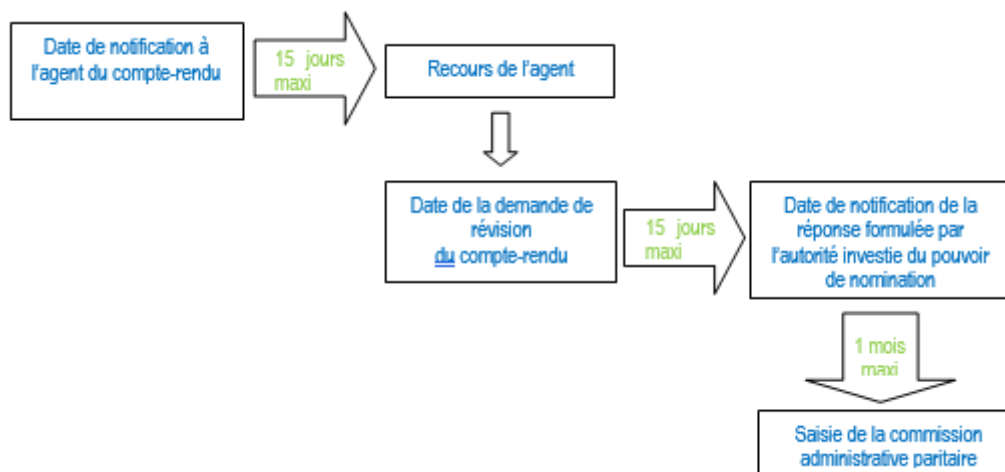 Date de notification à
l'agent du compte-rendu
15 jours
maxi
Recours de l'agent
Date de la demande de
révision
du compte-rendu
15 jours
maxi
Date de notification de la
réponse formulée par
l'autorité investie du pouvoir
de nomination
1 mois
maxi
Saisie de la commission
administrative paritaire